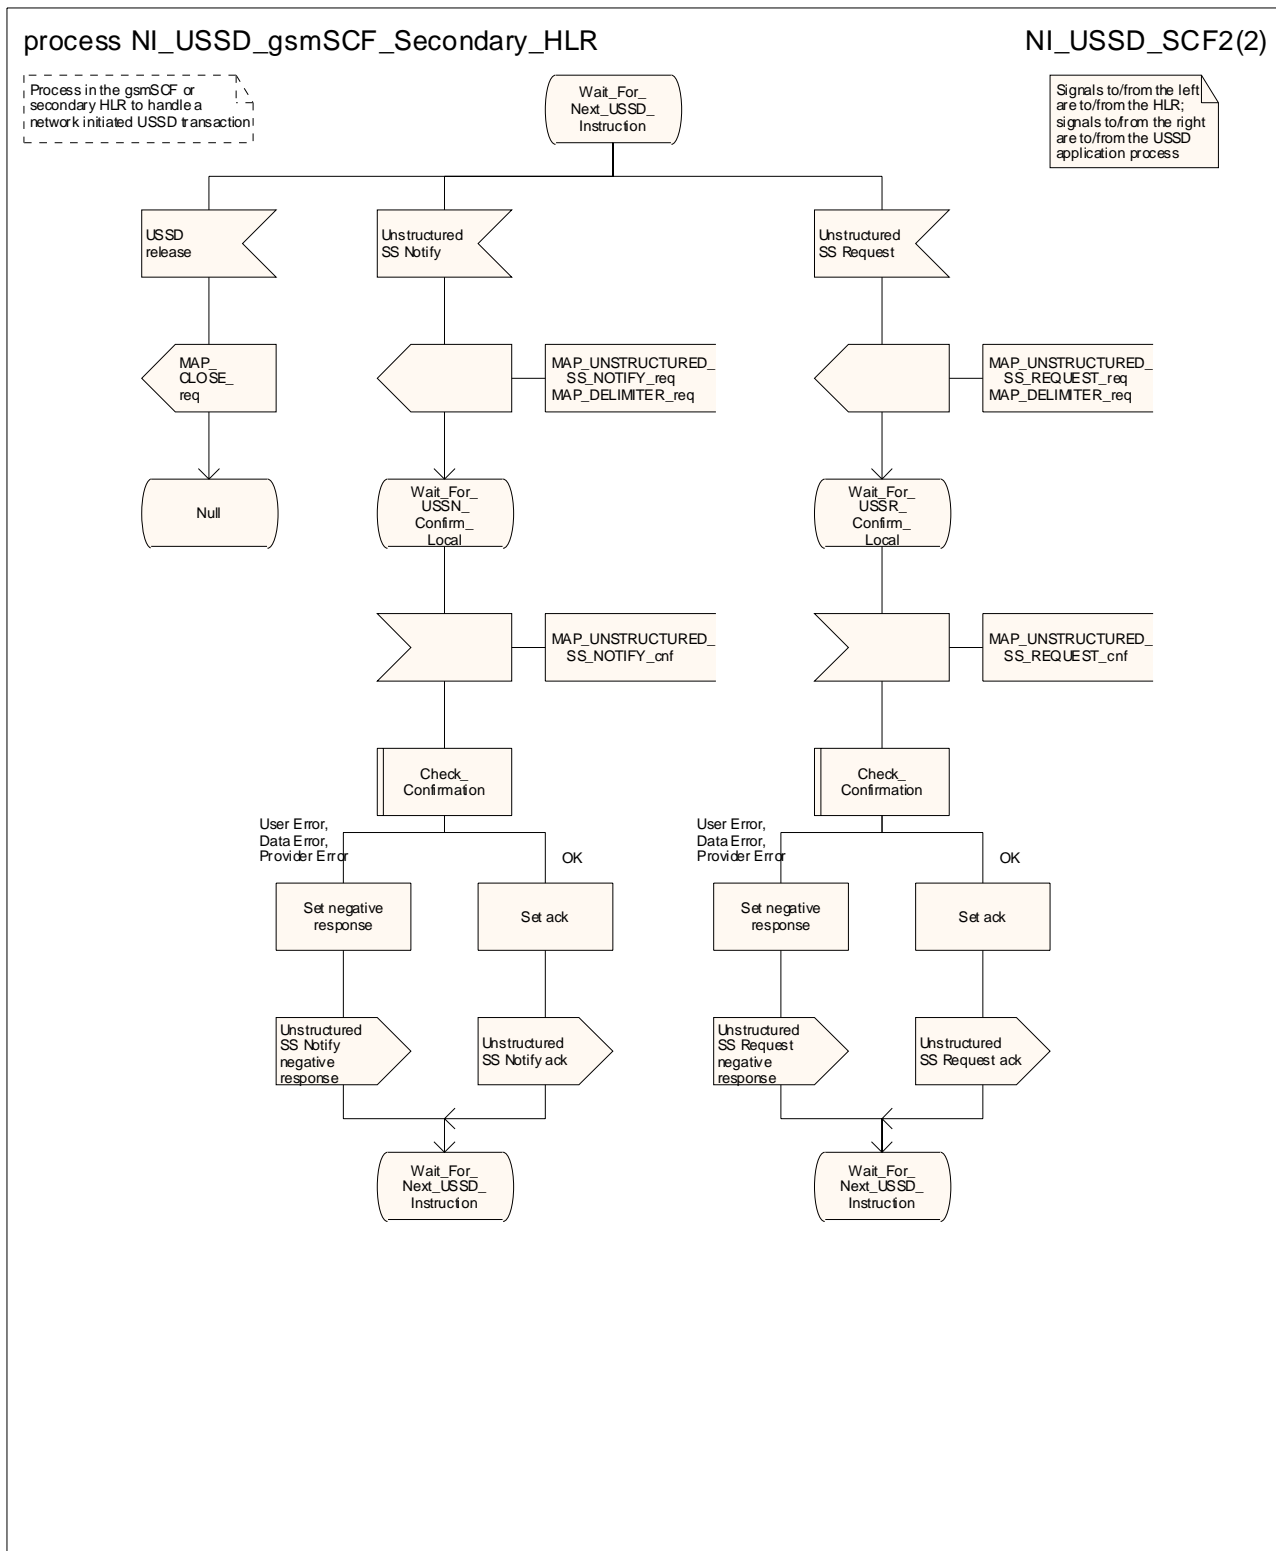 process NI_USSD_gsmSCF_Secondary_HLR
NI_USSD_SCF2(2)
Process in the gsmSCF or
secondary HLR to handle a
network initiated USSD transaction
Wait_For_
Next_USSD_
Instruction
Signals to/from the left
are to/from the HLR;
signals to/from the right
are to/from the USSD
application process
USSD
release
Unstructured
SS Notify
Unstructured
SS Request
MAP_
CLOSE_
req
MAP_UNSTRUCTURED_
SS_NOTIFY_req
MAP_DELIMITER_req
MAP_UNSTRUCTURED_
SS_REQUEST_req
MAP_DELIMITER_req
Null
Wait_For_
USSN_
Confirm_
Local
Wait_For_
USSR_
Confirm_
Local
MAP_UNSTRUCTURED_
SS_NOTIFY_cnf
MAP_UNSTRUCTURED_
SS_REQUEST_cnf
Check_
Confirmation
Check_
Confirmation
User Error,
Data Error,
Provider Error
OK
User Error,
Data Error,
Provider Error
OK
Set negative
response
Set ack
Set negative
response
Set ack
Unstructured
SS Notify
negative
response
Unstructured
SS Notify ack
Unstructured
SS Request
negative
response
Unstructured
SS Request ack
Wait_For_
Next_USSD_
Instruction
Wait_For_
Next_USSD_
Instruction